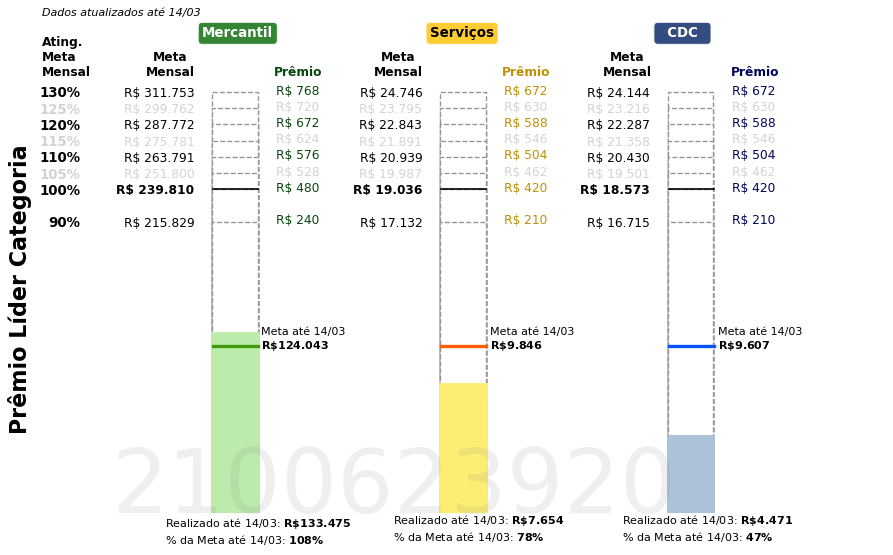 Dados atualizados até 14/03
Mercantil Serviços CDC
Ating. Meta Mensal
Meta Mensal Prêmio Meta Mensal Prêmio Meta Mensal Prêmio
130% R$ 311.753 R$ 768 R$ 24.746 R$ 672 R$ 24.144 R$ 672
125% R$ 299.762 R$ 720 R$ 23.795 R$ 630 R$ 23.216 R$ 630
120% R$ 287.772 R$ 672 R$ 22.843 R$ 588 R$ 22.287 R$ 588
115% R$ 275.781 R$ 624 R$ 21.891 R$ 546 R$ 21.358 R$ 546
110% R$ 263.791 R$ 576 R$ 20.939 R$ 504 R$ 20.430 R$ 504
105% R$ 251.800 R$ 528 R$ 19.987 R$ 462 R$ 19.501 R$ 462
100% R$ 239.810 R$ 480 R$ 19.036 R$ 420 R$ 18.573 R$ 420
90% R$ 215.829 R$ 240 R$ 17.132 R$ 210 R$ 16.715 R$ 210
Prêmio Líder Categoria
Meta até 14/03 Meta até 14/03 Meta até 14/03
R$124.043 R$9.846 R$9.607
2100623920
Realizado até 14/03: R$133.475 Realizado até 14/03: R$7.654 Realizado até 14/03: R$4.471
% da Meta até 14/03: 108% % da Meta até 14/03: 78% % da Meta até 14/03: 47%